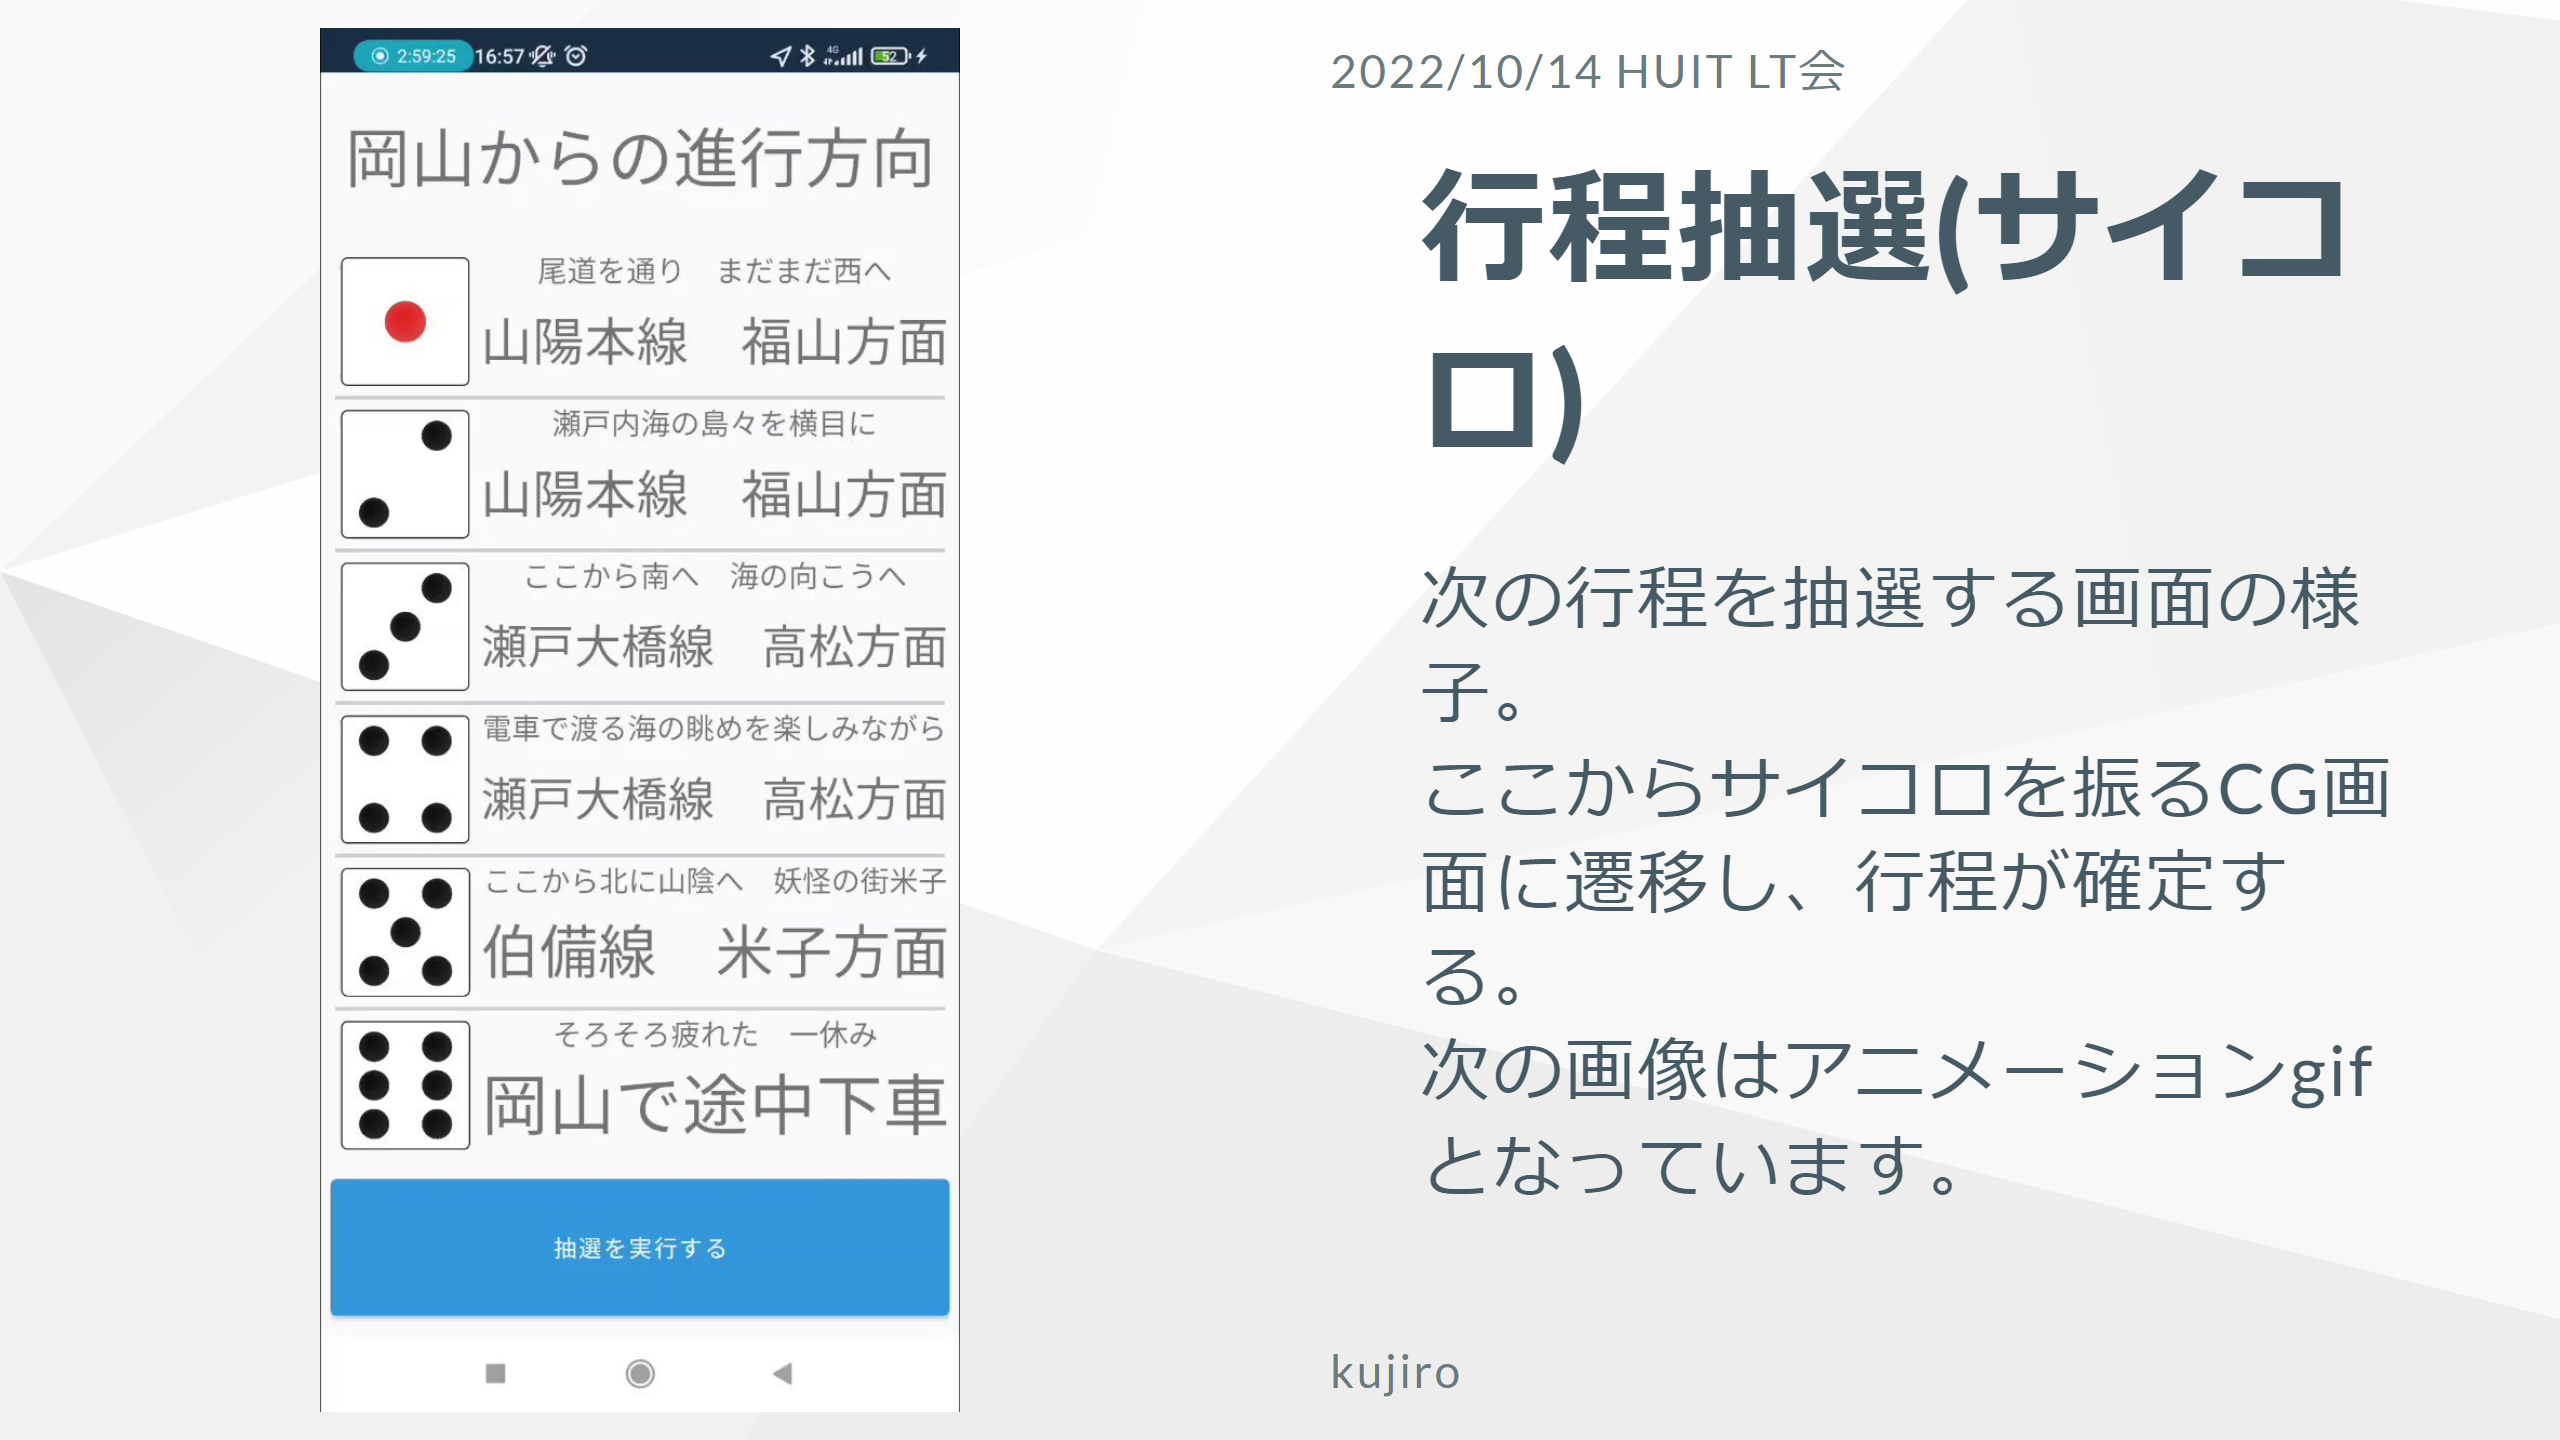 2:59:25 16:57 4G 52
岡山からの進行方向
尾道を通り　まだまだ西へ
山陽本線　福山方面
瀬戸内海の島々を横目に
山陽本線　福山方面
ここから南へ　海の向こうへ
瀬戸大橋線　高松方面
電車で渡る海の眺めを楽しみながら
瀬戸大橋線　高松方面
ここから北に山陰へ　妖怪の街米子
伯備線　米子方面
そろそろ疲れた　一休み
岡山で途中下車
抽選を実行する
2022/10/14 HUIT LT会
行程抽選(サイコ
ロ)
次の行程を抽選する画面の様
子。
ここからサイコロを振るCG画
面に遷移し、行程が確定す
る。
次の画像はアニメーションgif
となっています。
kujiro